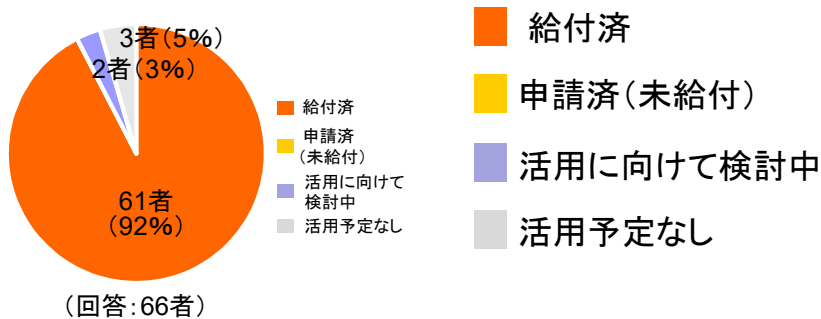 3者(5%)
2者(3%)
61者
(92%)
(回答:66者)
給付済
申請済
(未給付)
活用に向けて
検討中
活用予定なし
給付済
申請済(未給付)
活用に向けて検討中
活用予定なし